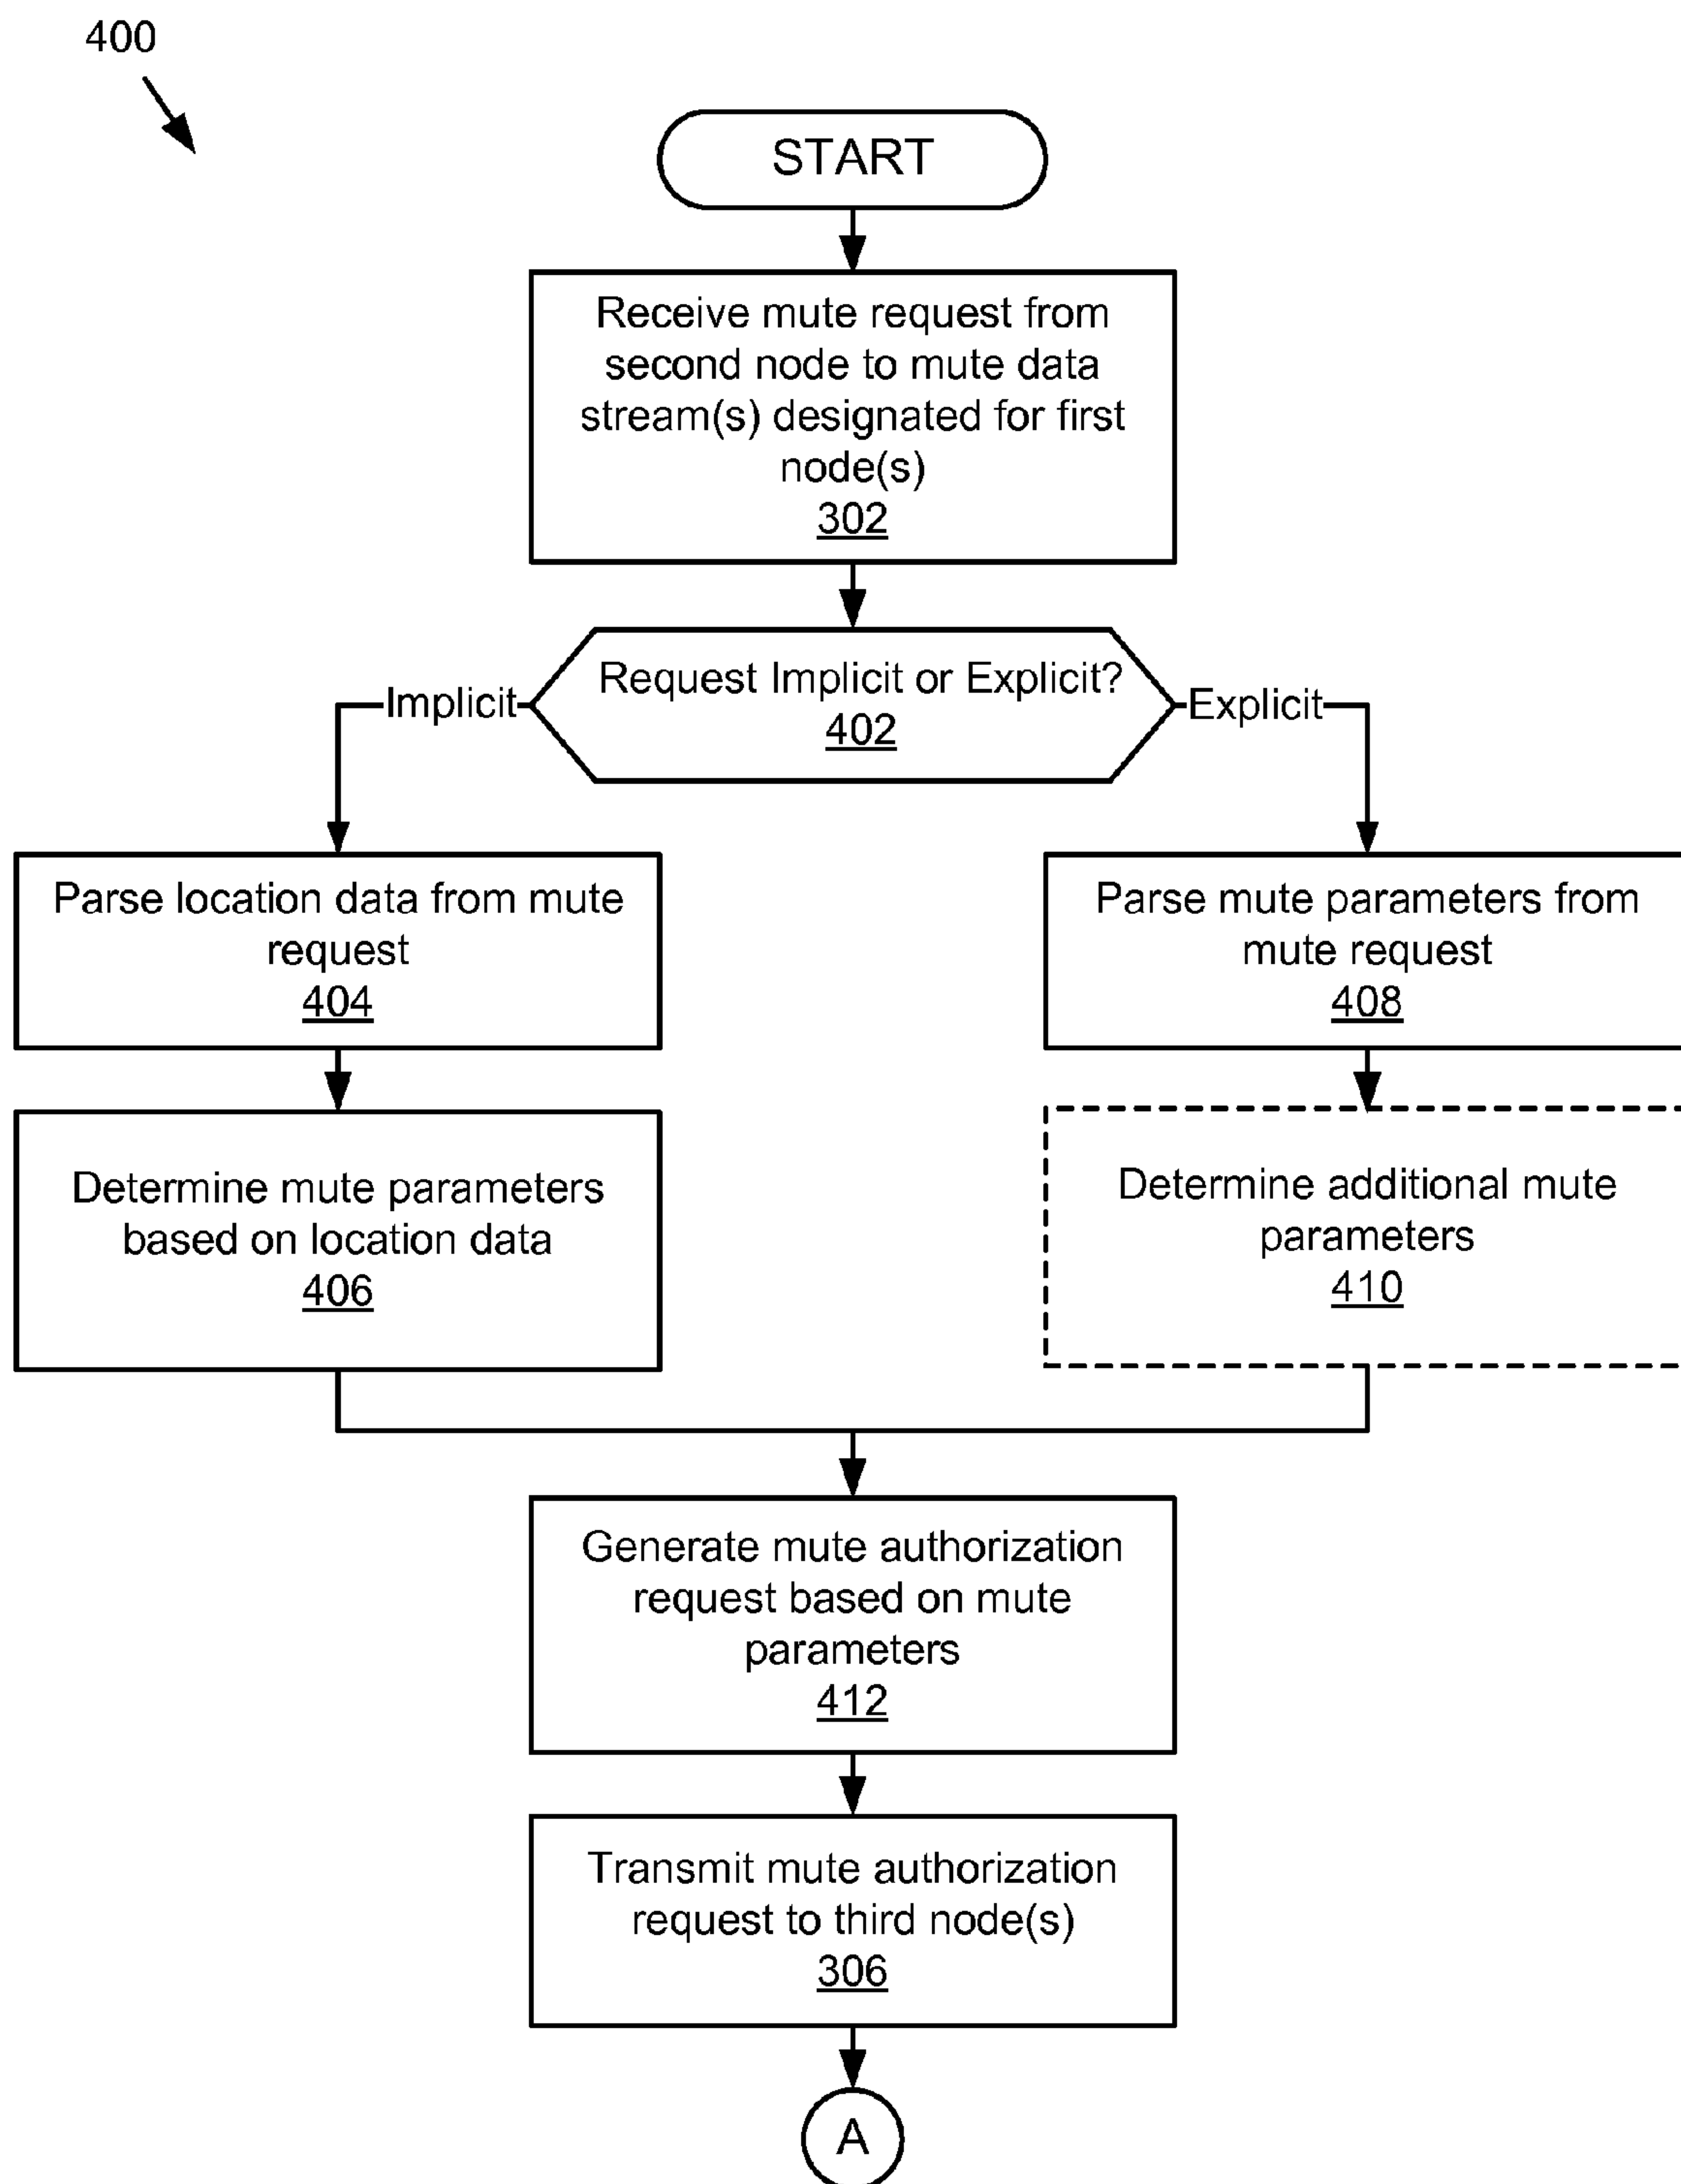 400
START
Receive mute request from
second node to mute data
stream(s) designated for first
node(s)
302
Request Implicit or Explicit?
402
Implicit
Explicit
Parse location data from mute
request
404
Parse mute parameters from
mute request
408
Determine mute parameters
based on location data
406
Determine additional mute
parameters
410
Generate mute authorization
request based on mute
parameters
412
Transmit mute authorization
request to third node(s)
306
A